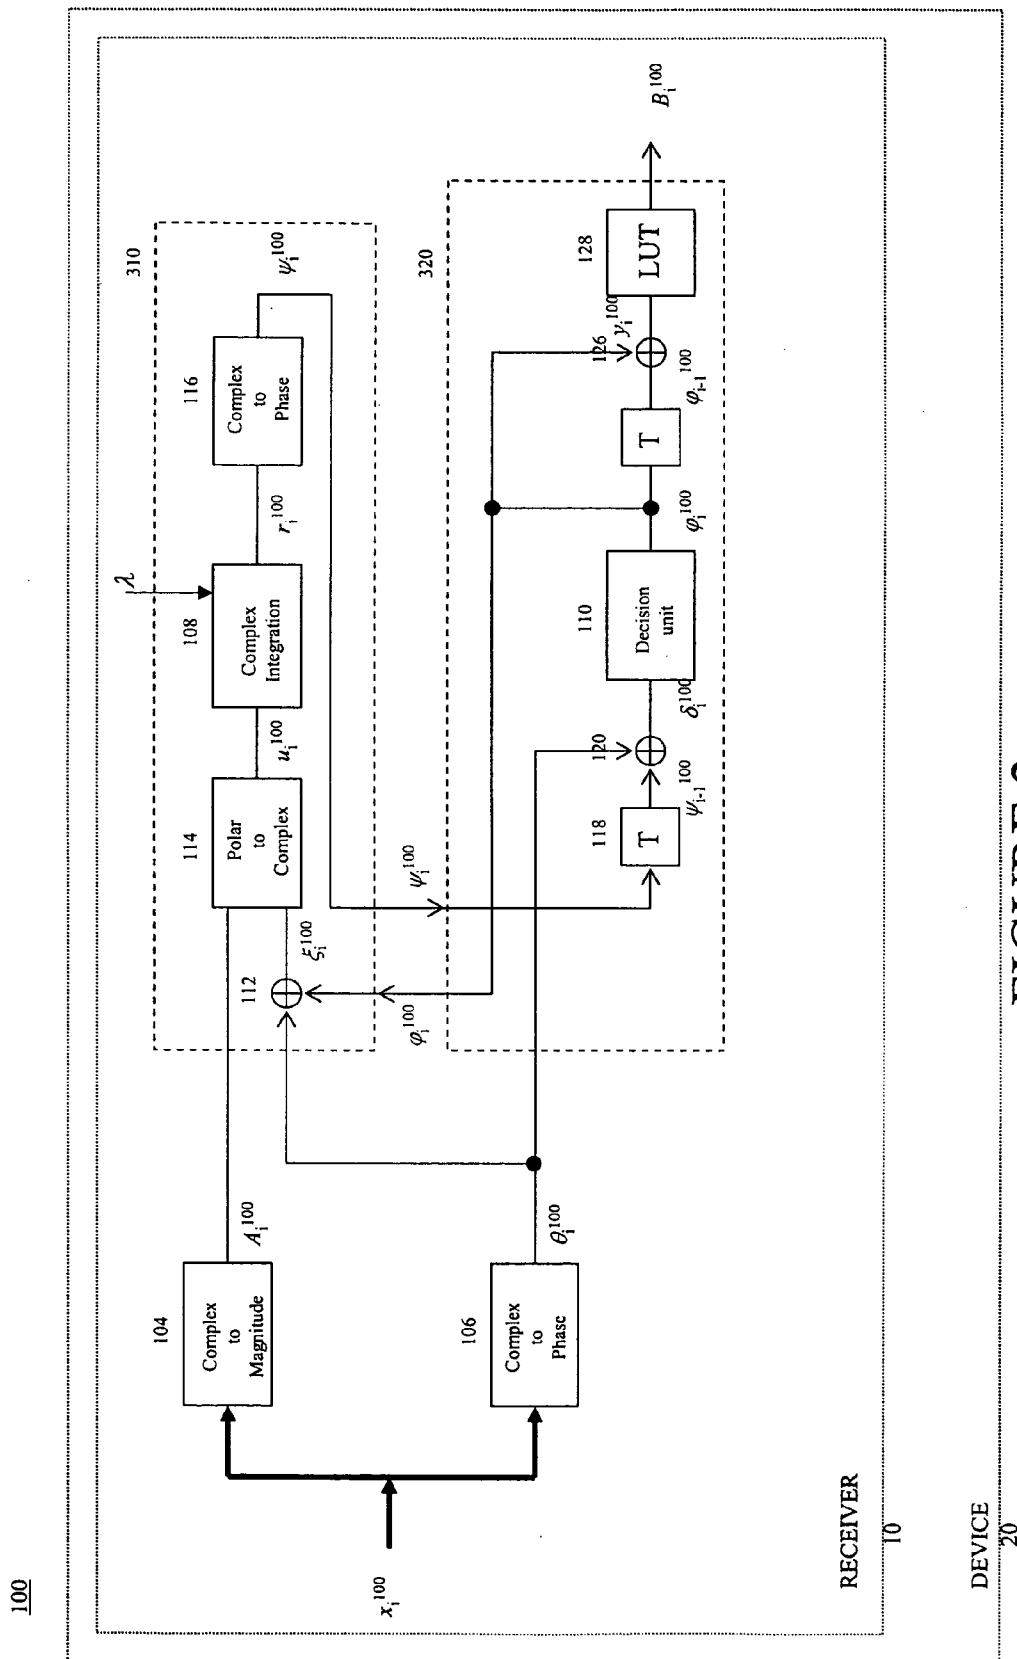 100
x_i^100
104
Complex
to
Magnitude
A_i^100
106
Complex
to
Phase
θ_i^100
310
112
ξ_i^100
114
Polar
to
Complex
u_i^100
108
Complex
Integration
λ
r_i^100
116
Complex
to
Phase
ψ_i^100
φ_i^100
ψ_i^100
320
118
T
ψ_i-1^100
120
δ_i^100
110
Decision
unit
φ_i^100
T
φ_i-1^100
126
y_i^100
128
LUT
B_i^100
RECEIVER
10
DEVICE
20